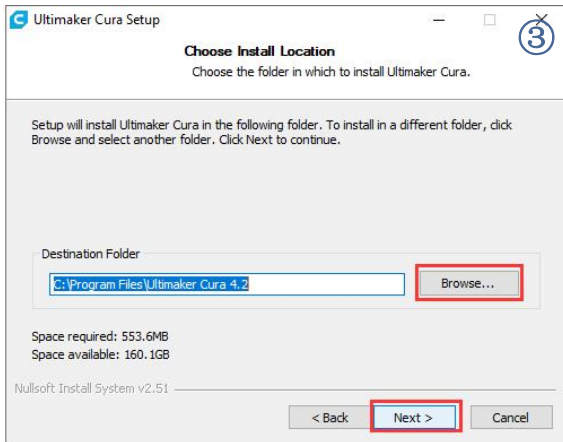 Ultimaker Cura Setup
③
Choose Install Location
Choose the folder in which to install Ultimaker Cura.
Setup will install Ultimaker Cura in the following folder. To install in a different folder, click
Browse and select another folder. Click Next to continue.
Destination Folder
C:\Program Files\Ultimaker Cura 4.2
Browse...
Space required: 553.6MB
Space available: 160.1GB
Nullsoft Install System v2.51
< Back
Next >
Cancel